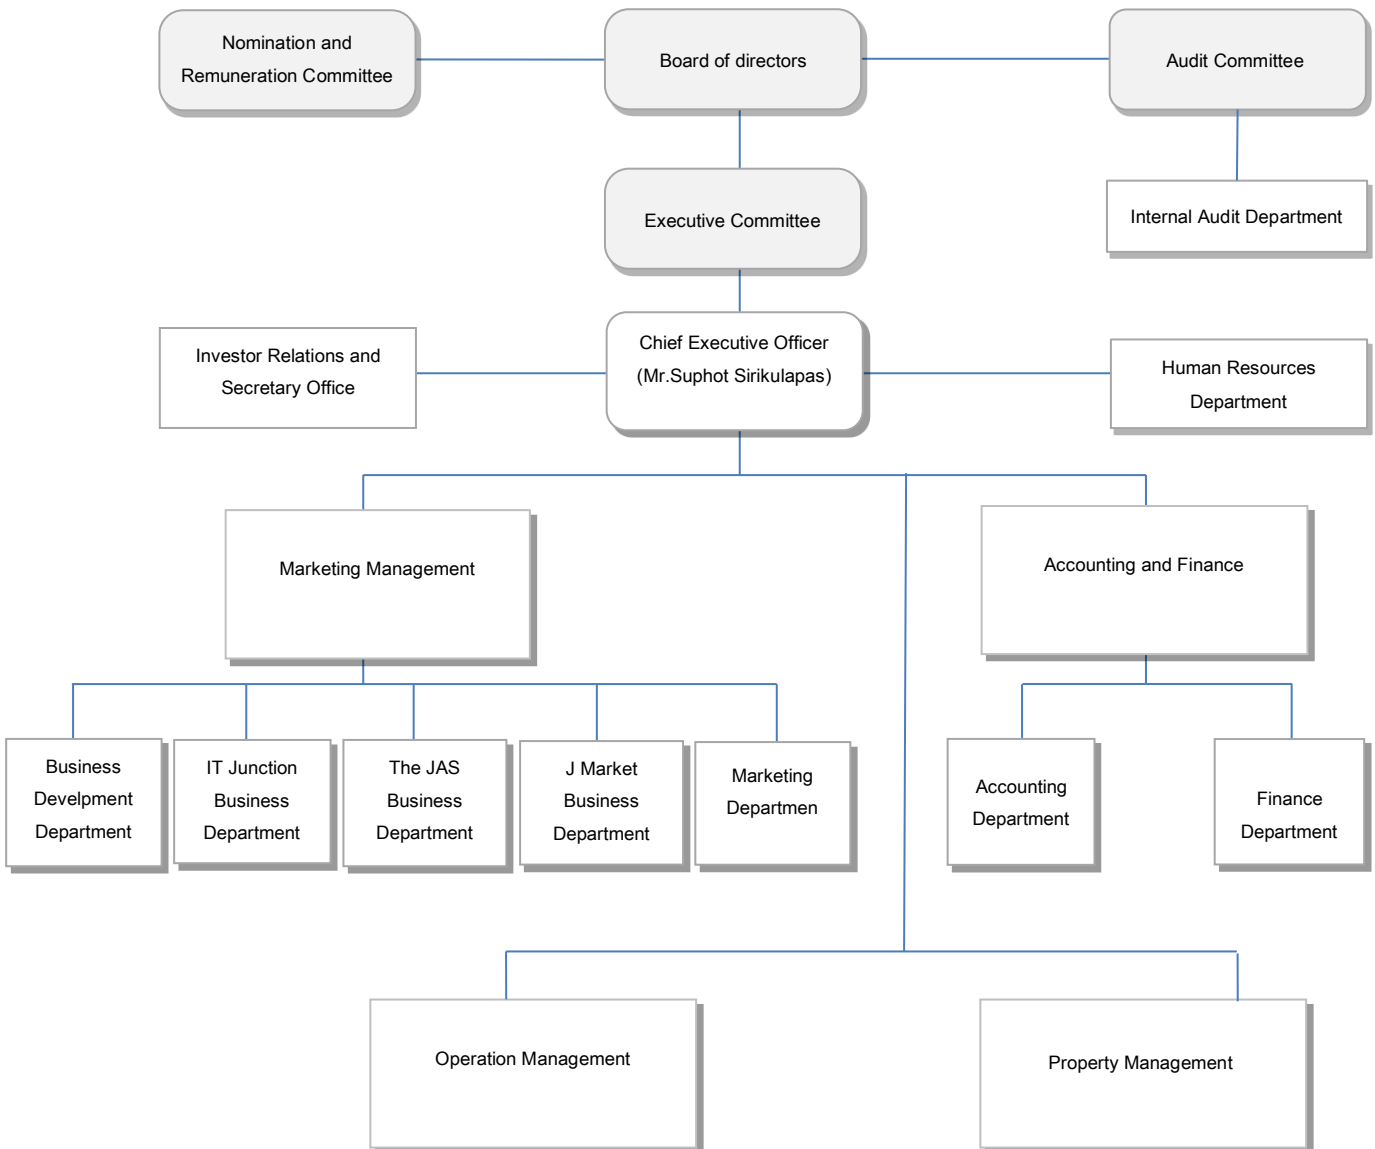 Nomination and
Remuneration Committee
Board of directors
Audit Committee
Internal Audit Department
Executive Committee
Investor Relations and
Secretary Office
Chief Executive Officer
(Mr.Suphot Sirikulapas)
Human Resources
Department
Marketing Management
Accounting and Finance
Business
Develpment
Department
IT Junction
Business
Department
The JAS
Business
Department
J Market
Business
Department
Marketing
Departmen
Accounting
Department
Finance
Department
Operation Management
Property Management